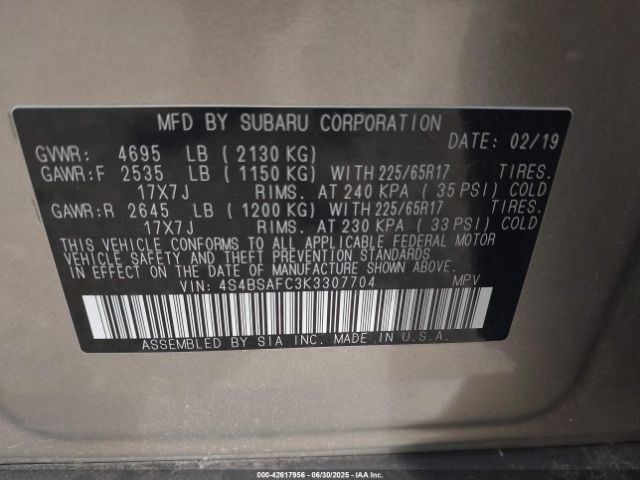 MFD BY SUBARU CORPORATION
DATE: 02/19
GVWR: 4695 LB (2130 KG)
GAWR:F 2535 LB (1150 KG) WITH 225/65R17 TIRES.
17X7J RIMS. AT 240 KPA ( 35 PSI) COLD
GAWR:R 2645 LB (1200 KG) WITH 225/65R17 TIRES.
17X7J RIMS. AT 230 KPA ( 33 PSI) COLD
THIS VEHICLE CONFORMS TO ALL APPLICABLE FEDERAL MOTOR
VEHICLE SAFETY AND THEFT PREVENTION STANDARDS
IN EFFECT ON THE DATE OF MANUFACTURE SHOWN ABOVE.
VIN: 4S4BSAFC3K3307704 MPV
ASSEMBLED BY SIA INC. MADE IN U.S.A.
000-42617956 - 06/30/2025 - IAAI.COM